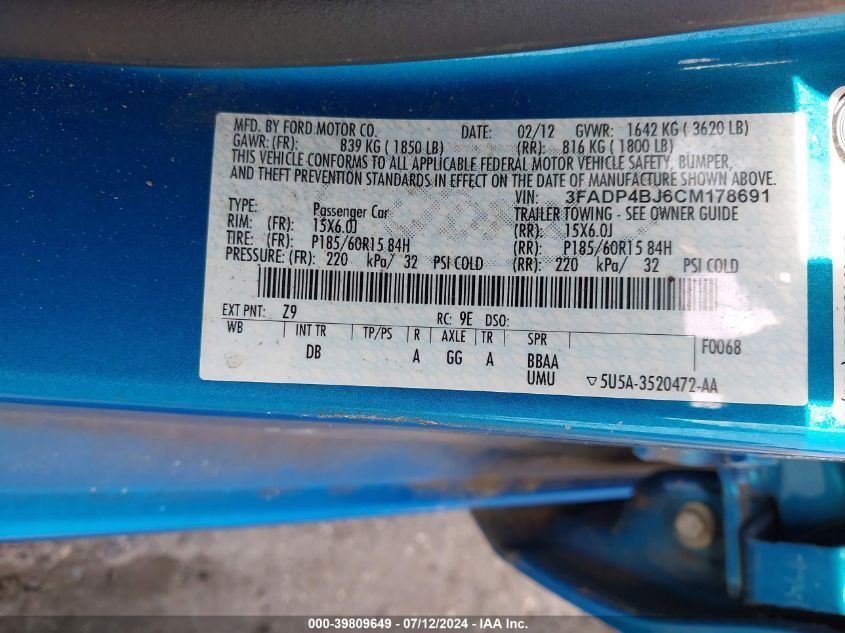 MFD. BY FORD MOTOR CO. DATE: 02/12 GVWR: 1642 KG ( 3620 LB)
GAWR: (FR): 839 KG ( 1850 LB) (RR): 816 KG ( 1800 LB)
THIS VEHICLE CONFORMS TO ALL APPLICABLE FEDERAL MOTOR VEHICLE SAFETY, BUMPER,
AND THEFT PREVENTION STANDARDS IN EFFECT ON THE DATE OF MANUFACTURE SHOWN ABOVE.
VIN: 3FADP4BJ6CM178691
TYPE: Passenger Car TRAILER TOWING - SEE OWNER GUIDE
RIM: (FR): 15X6.0J (RR): 15X6.0J
TIRE: (FR): P185/60R15 84H (RR): P185/60R15 84H
PRESSURE: (FR): 220 kPa/ 32 PSI COLD (RR): 220 kPa/ 32 PSI COLD
EXT PNT: Z9 RC: 9E DSO:
WB INT TR TP/PS R AXLE TR SPR F0068
DB A GG A BBAA
UMU ▽5U5A-3520472-AA
000-39809649 - 07/12/2024 - IAA Inc.